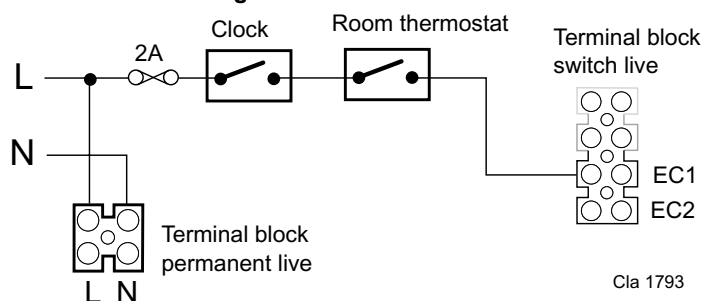 Clock
Room thermostat
2A
Terminal block
switch live
L
N
EC1
EC2
Terminal block
permanent live
L N
Cla 1793